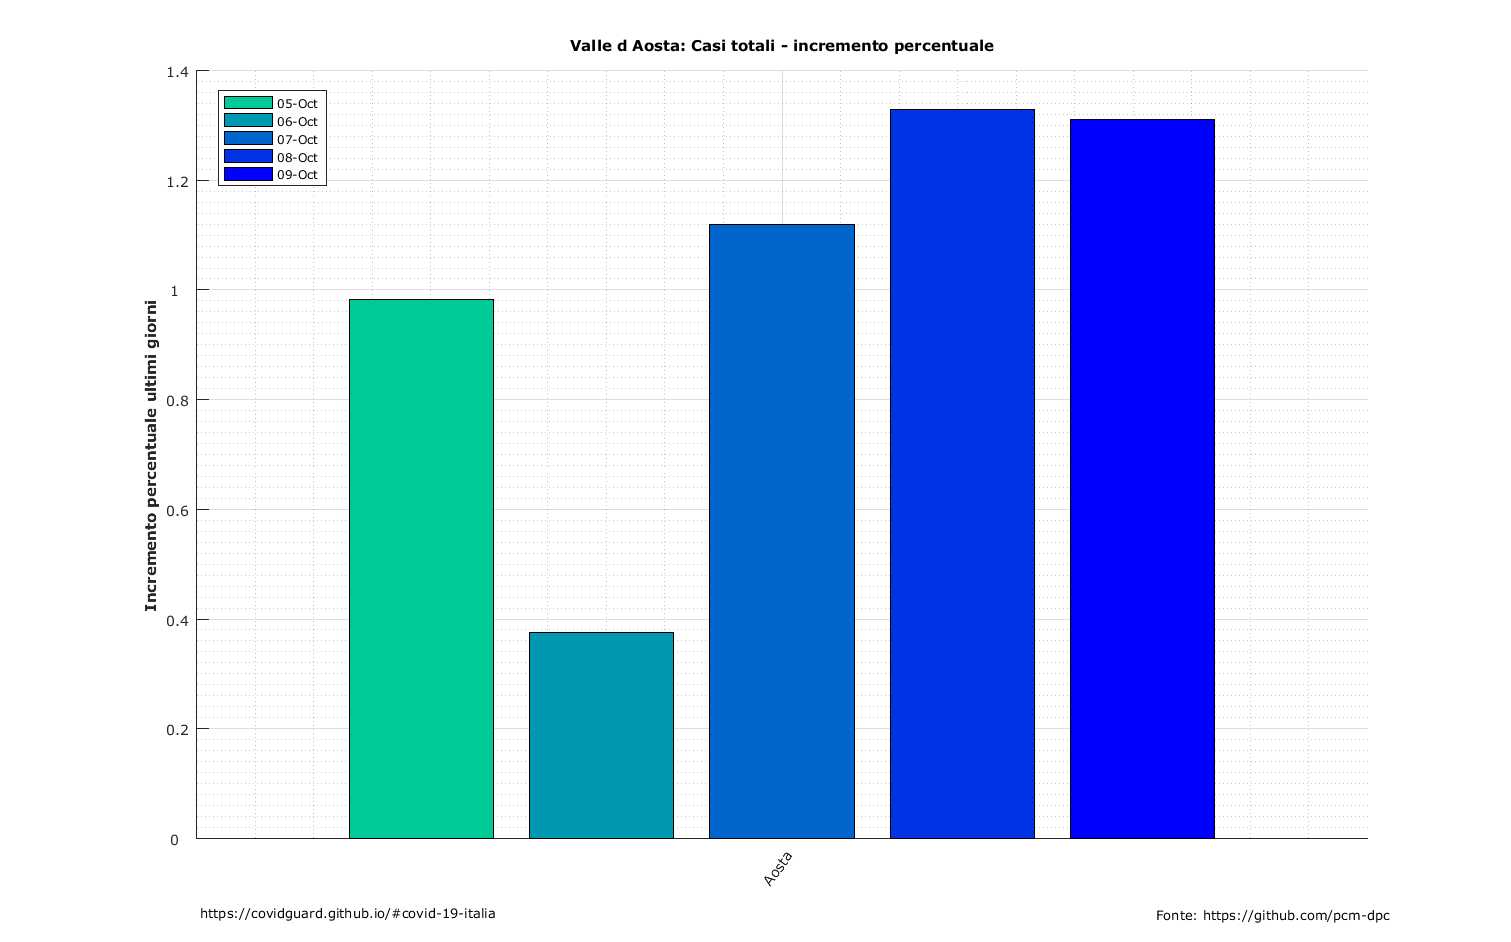 Valle d Aosta: Casi totali - incremento percentuale
1.4
1.2
1
0.8
0.6
0.4
0.2
0
Incremento percentuale ultimi giorni
05-Oct
06-Oct
07-Oct
08-Oct
09-Oct
Aosta
https://covidguard.github.io/#covid-19-italia
Fonte: https://github.com/pcm-dpc